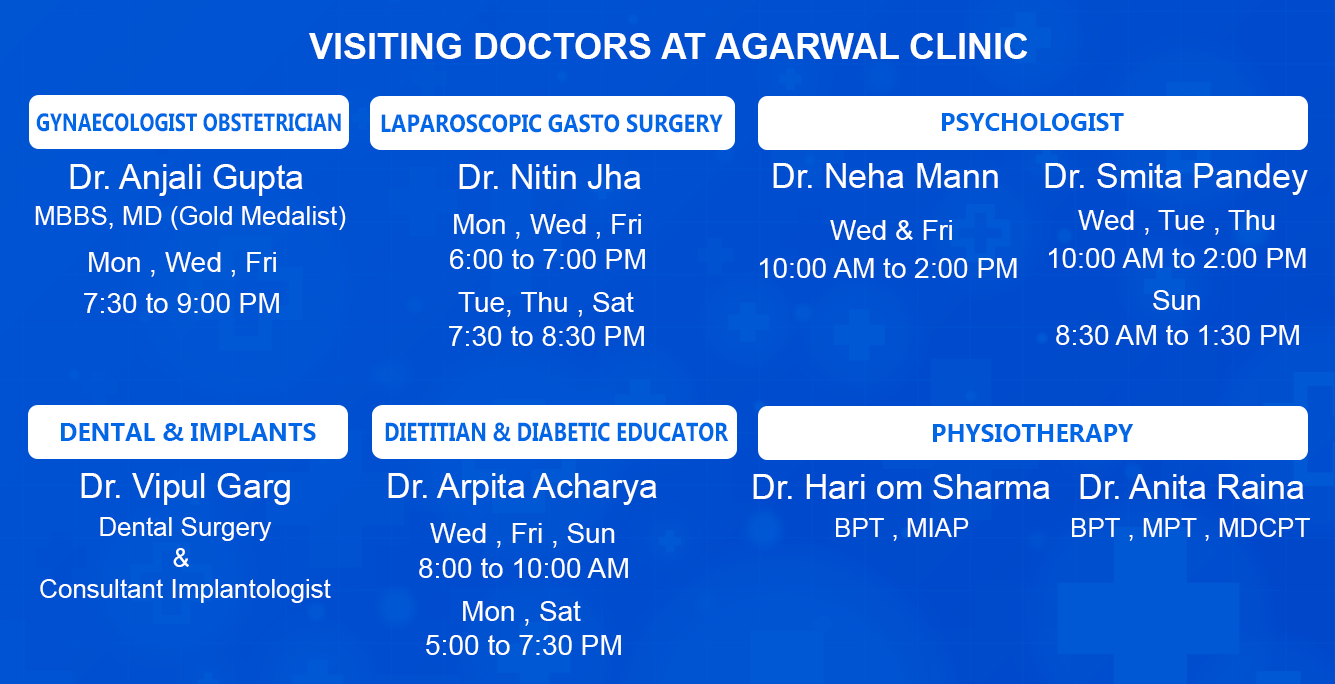 VISITING DOCTORS AT AGARWAL CLINIC
GYNAECOLOGIST OBSTETRICIAN
Dr. Anjali Gupta
MBBS, MD (Gold Medalist)
Mon , Wed , Fri
7:30 to 9:00 PM
LAPAROSCOPIC GASTO SURGERY
Dr. Nitin Jha
Mon , Wed , Fri
6:00 to 7:00 PM
Tue, Thu , Sat
7:30 to 8:30 PM
PSYCHOLOGIST
Dr. Neha Mann
Wed & Fri
10:00 AM to 2:00 PM
Dr. Smita Pandey
Wed , Tue , Thu
10:00 AM to 2:00 PM
Sun
8:30 AM to 1:30 PM
DENTAL & IMPLANTS
Dr. Vipul Garg
Dental Surgery
&
Consultant Implantologist
DIETITIAN & DIABETIC EDUCATOR
Dr. Arpita Acharya
Wed , Fri , Sun
8:00 to 10:00 AM
Mon , Sat
5:00 to 7:30 PM
PHYSIOTHERAPY
Dr. Hari om Sharma
BPT , MIAP
Dr. Anita Raina
BPT , MPT , MDCPT